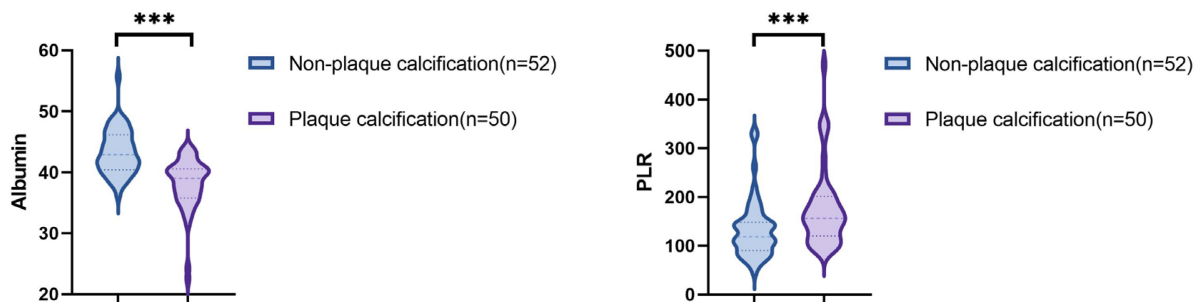 ***
60
50
40
30
20
Albumin
Non-plaque calcification(n=52)
Plaque calcification(n=50)
***
500
400
300
200
100
0
PLR
Non-plaque calcification(n=52)
Plaque calcification(n=50)